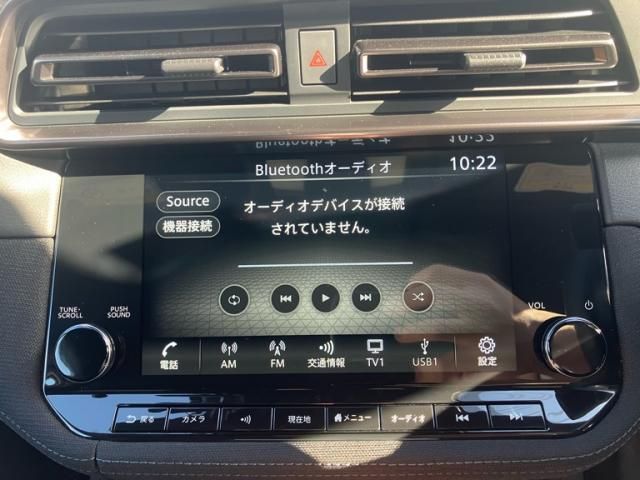 Bluetoothオーディオ 10:22
Source
機器接続
オーディオデバイスが接続
されていません。
TUNE・
SCROLL
PUSH
SOUND
VOL
電話 AM FM 交通情報 TV1 USB1 設定
戻る カメラ 現在地 メニュー オーディオ